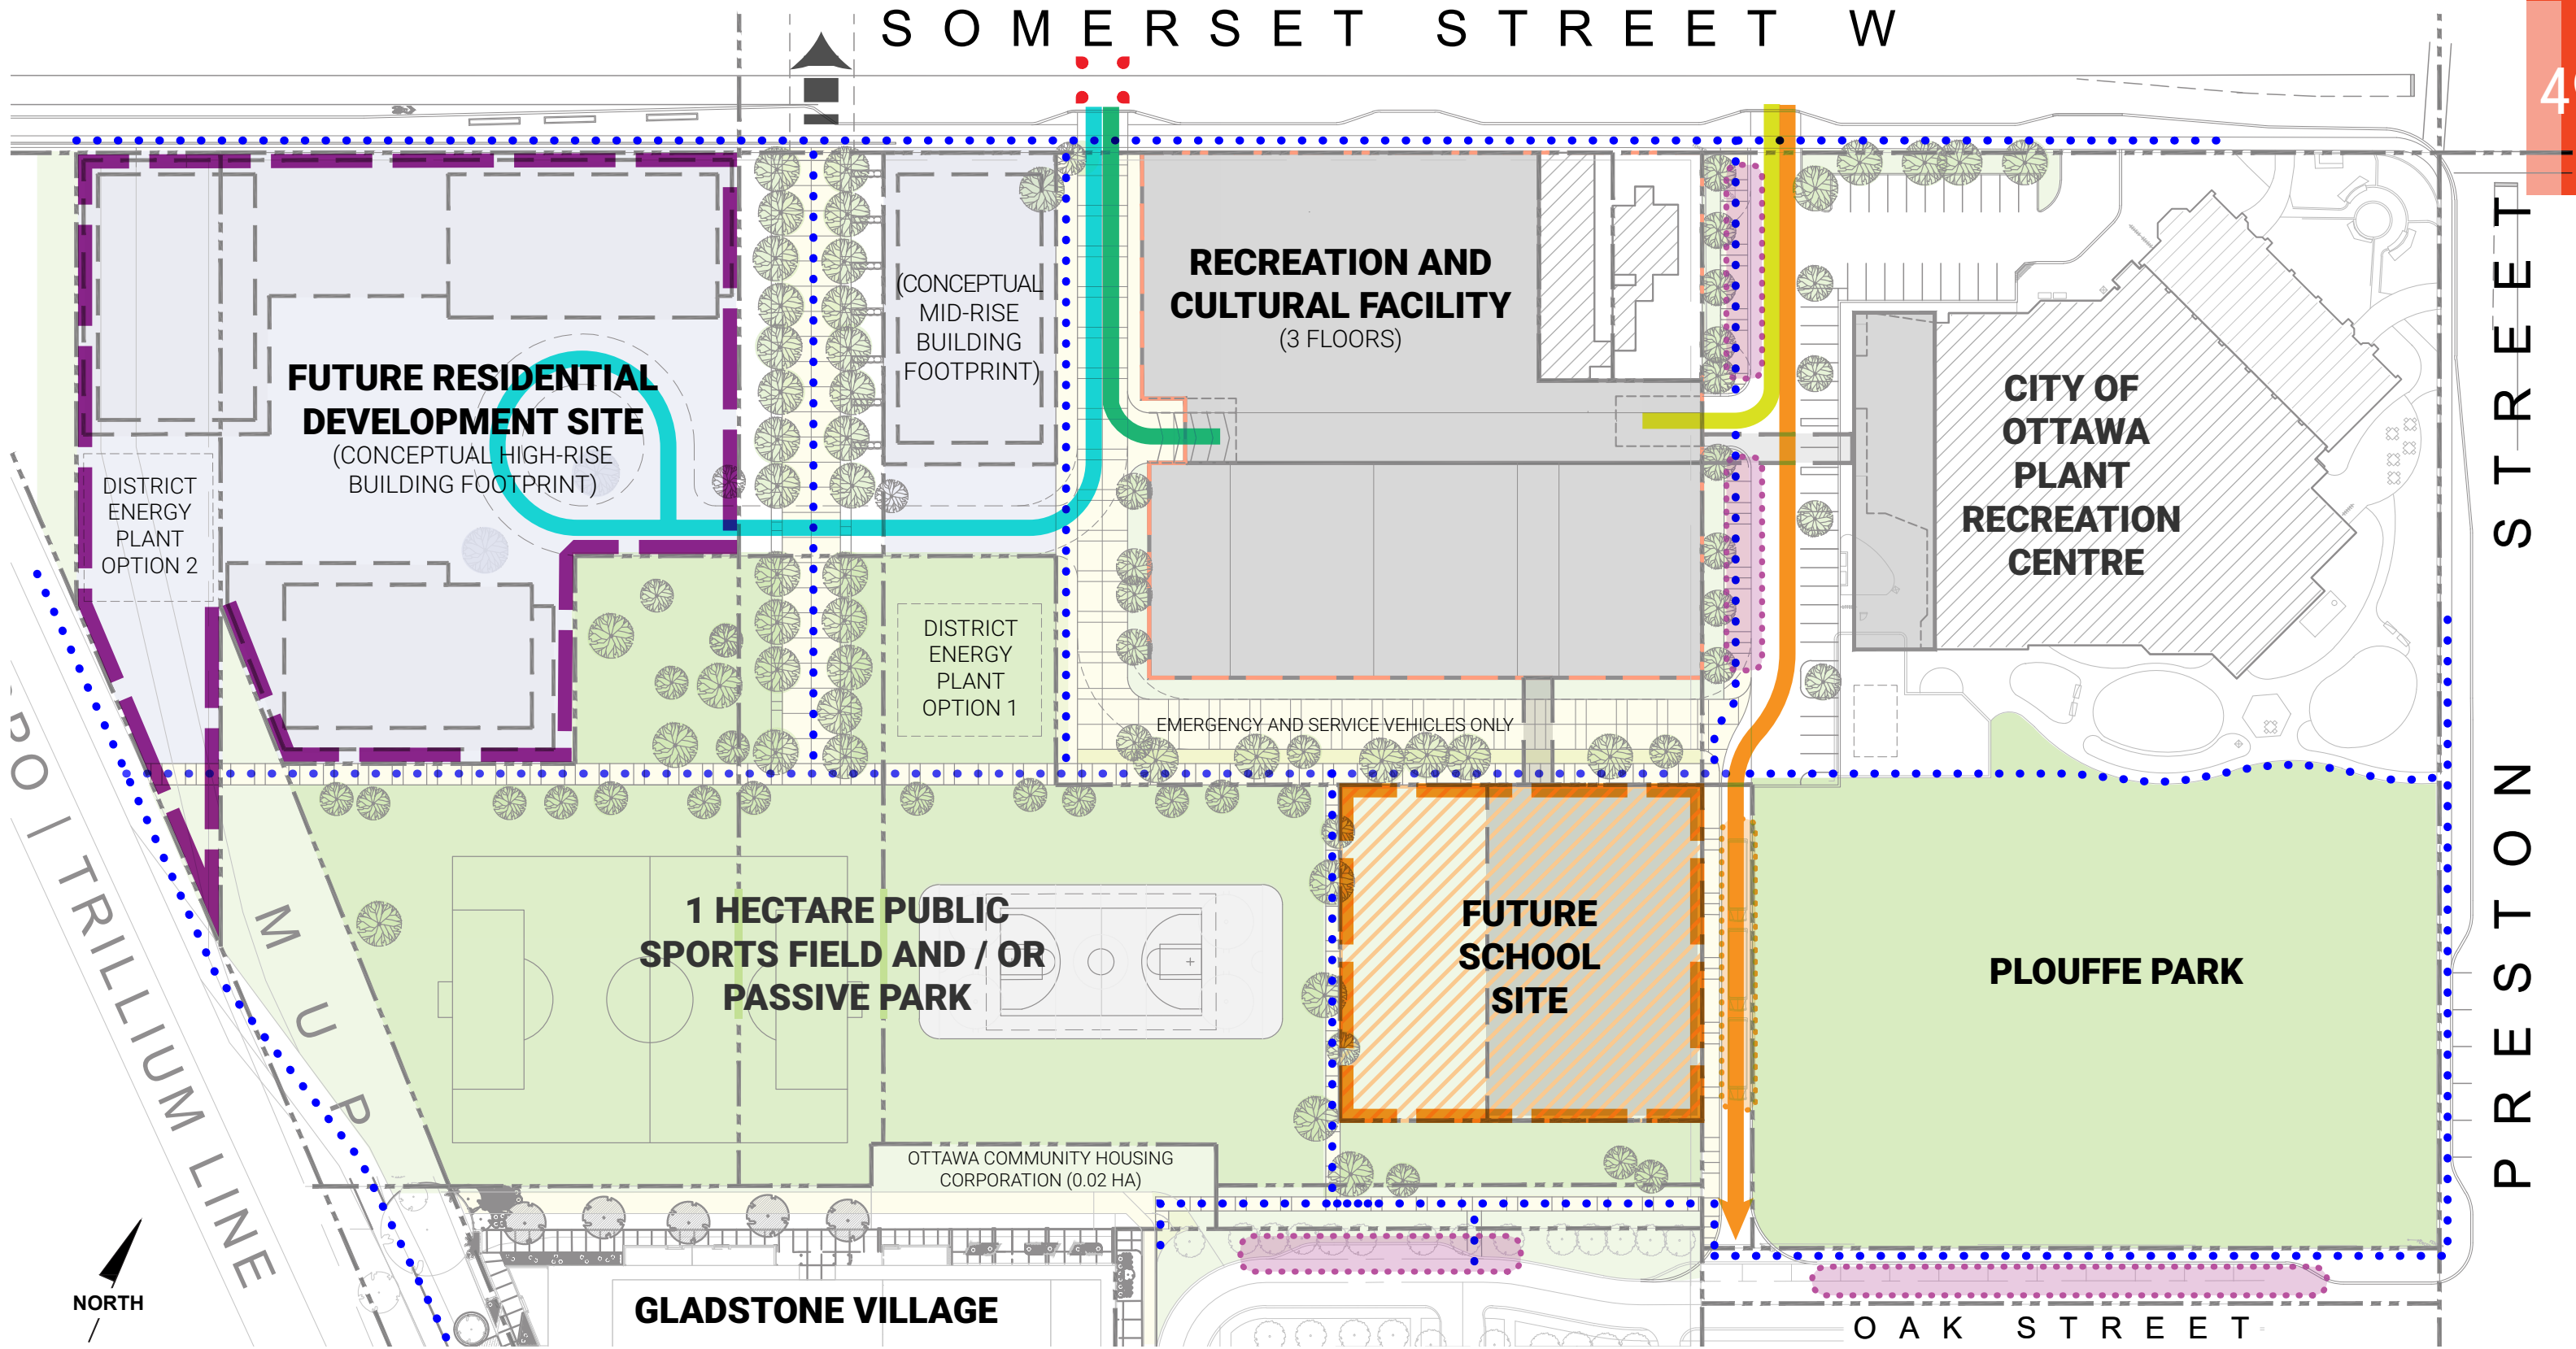 SOMERSET STREET W
4
RECREATION AND
CULTURAL FACILITY
(3 FLOORS)
(CONCEPTUAL
MID-RISE
BUILDING
FOOTPRINT)
FUTURE RESIDENTIAL
DEVELOPMENT SITE
(CONCEPTUAL HIGH-RISE
BUILDING FOOTPRINT)
CITY OF
OTTAWA
PLANT
RECREATION
CENTRE
DISTRICT
ENERGY
PLANT
OPTION 2
DISTRICT
ENERGY
PLANT
OPTION 1
EMERGENCY AND SERVICE VEHICLES ONLY
PRESTON STREET
1 HECTARE PUBLIC
SPORTS FIELD AND / OR
PASSIVE PARK
FUTURE
SCHOOL
SITE
PLOUFFE PARK
MUP
PO | TRILLIUM LINE
OTTAWA COMMUNITY HOUSING
CORPORATION (0.02 HA)
NORTH
GLADSTONE VILLAGE
OAK STREET